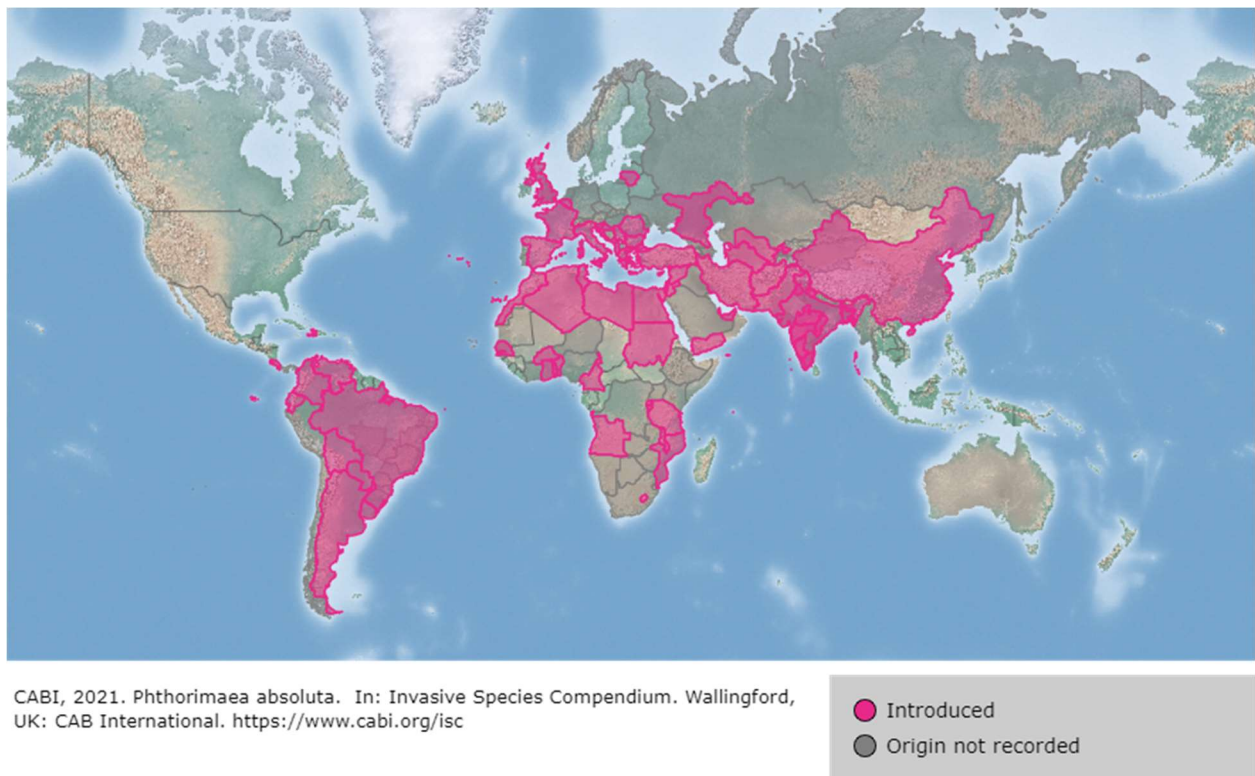 CABI, 2021. Phthorimaea absoluta. In: Invasive Species Compendium. Wallingford,
UK: CAB International. https://www.cabi.org/isc
Introduced
Origin not recorded